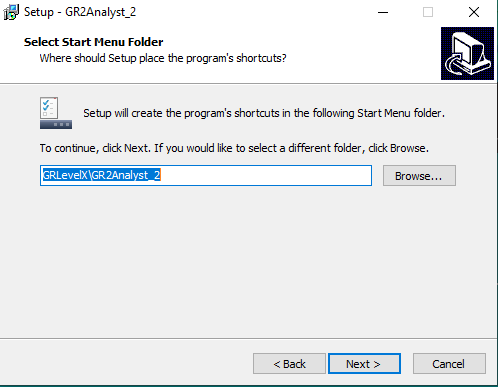 Setup - GR2Analyst_2
Select Start Menu Folder
Where should Setup place the program's shortcuts?
Setup will create the program's shortcuts in the following Start Menu folder.
To continue, click Next. If you would like to select a different folder, click Browse.
GRLevelX\GR2Analyst_2
Browse...
< Back
Next >
Cancel